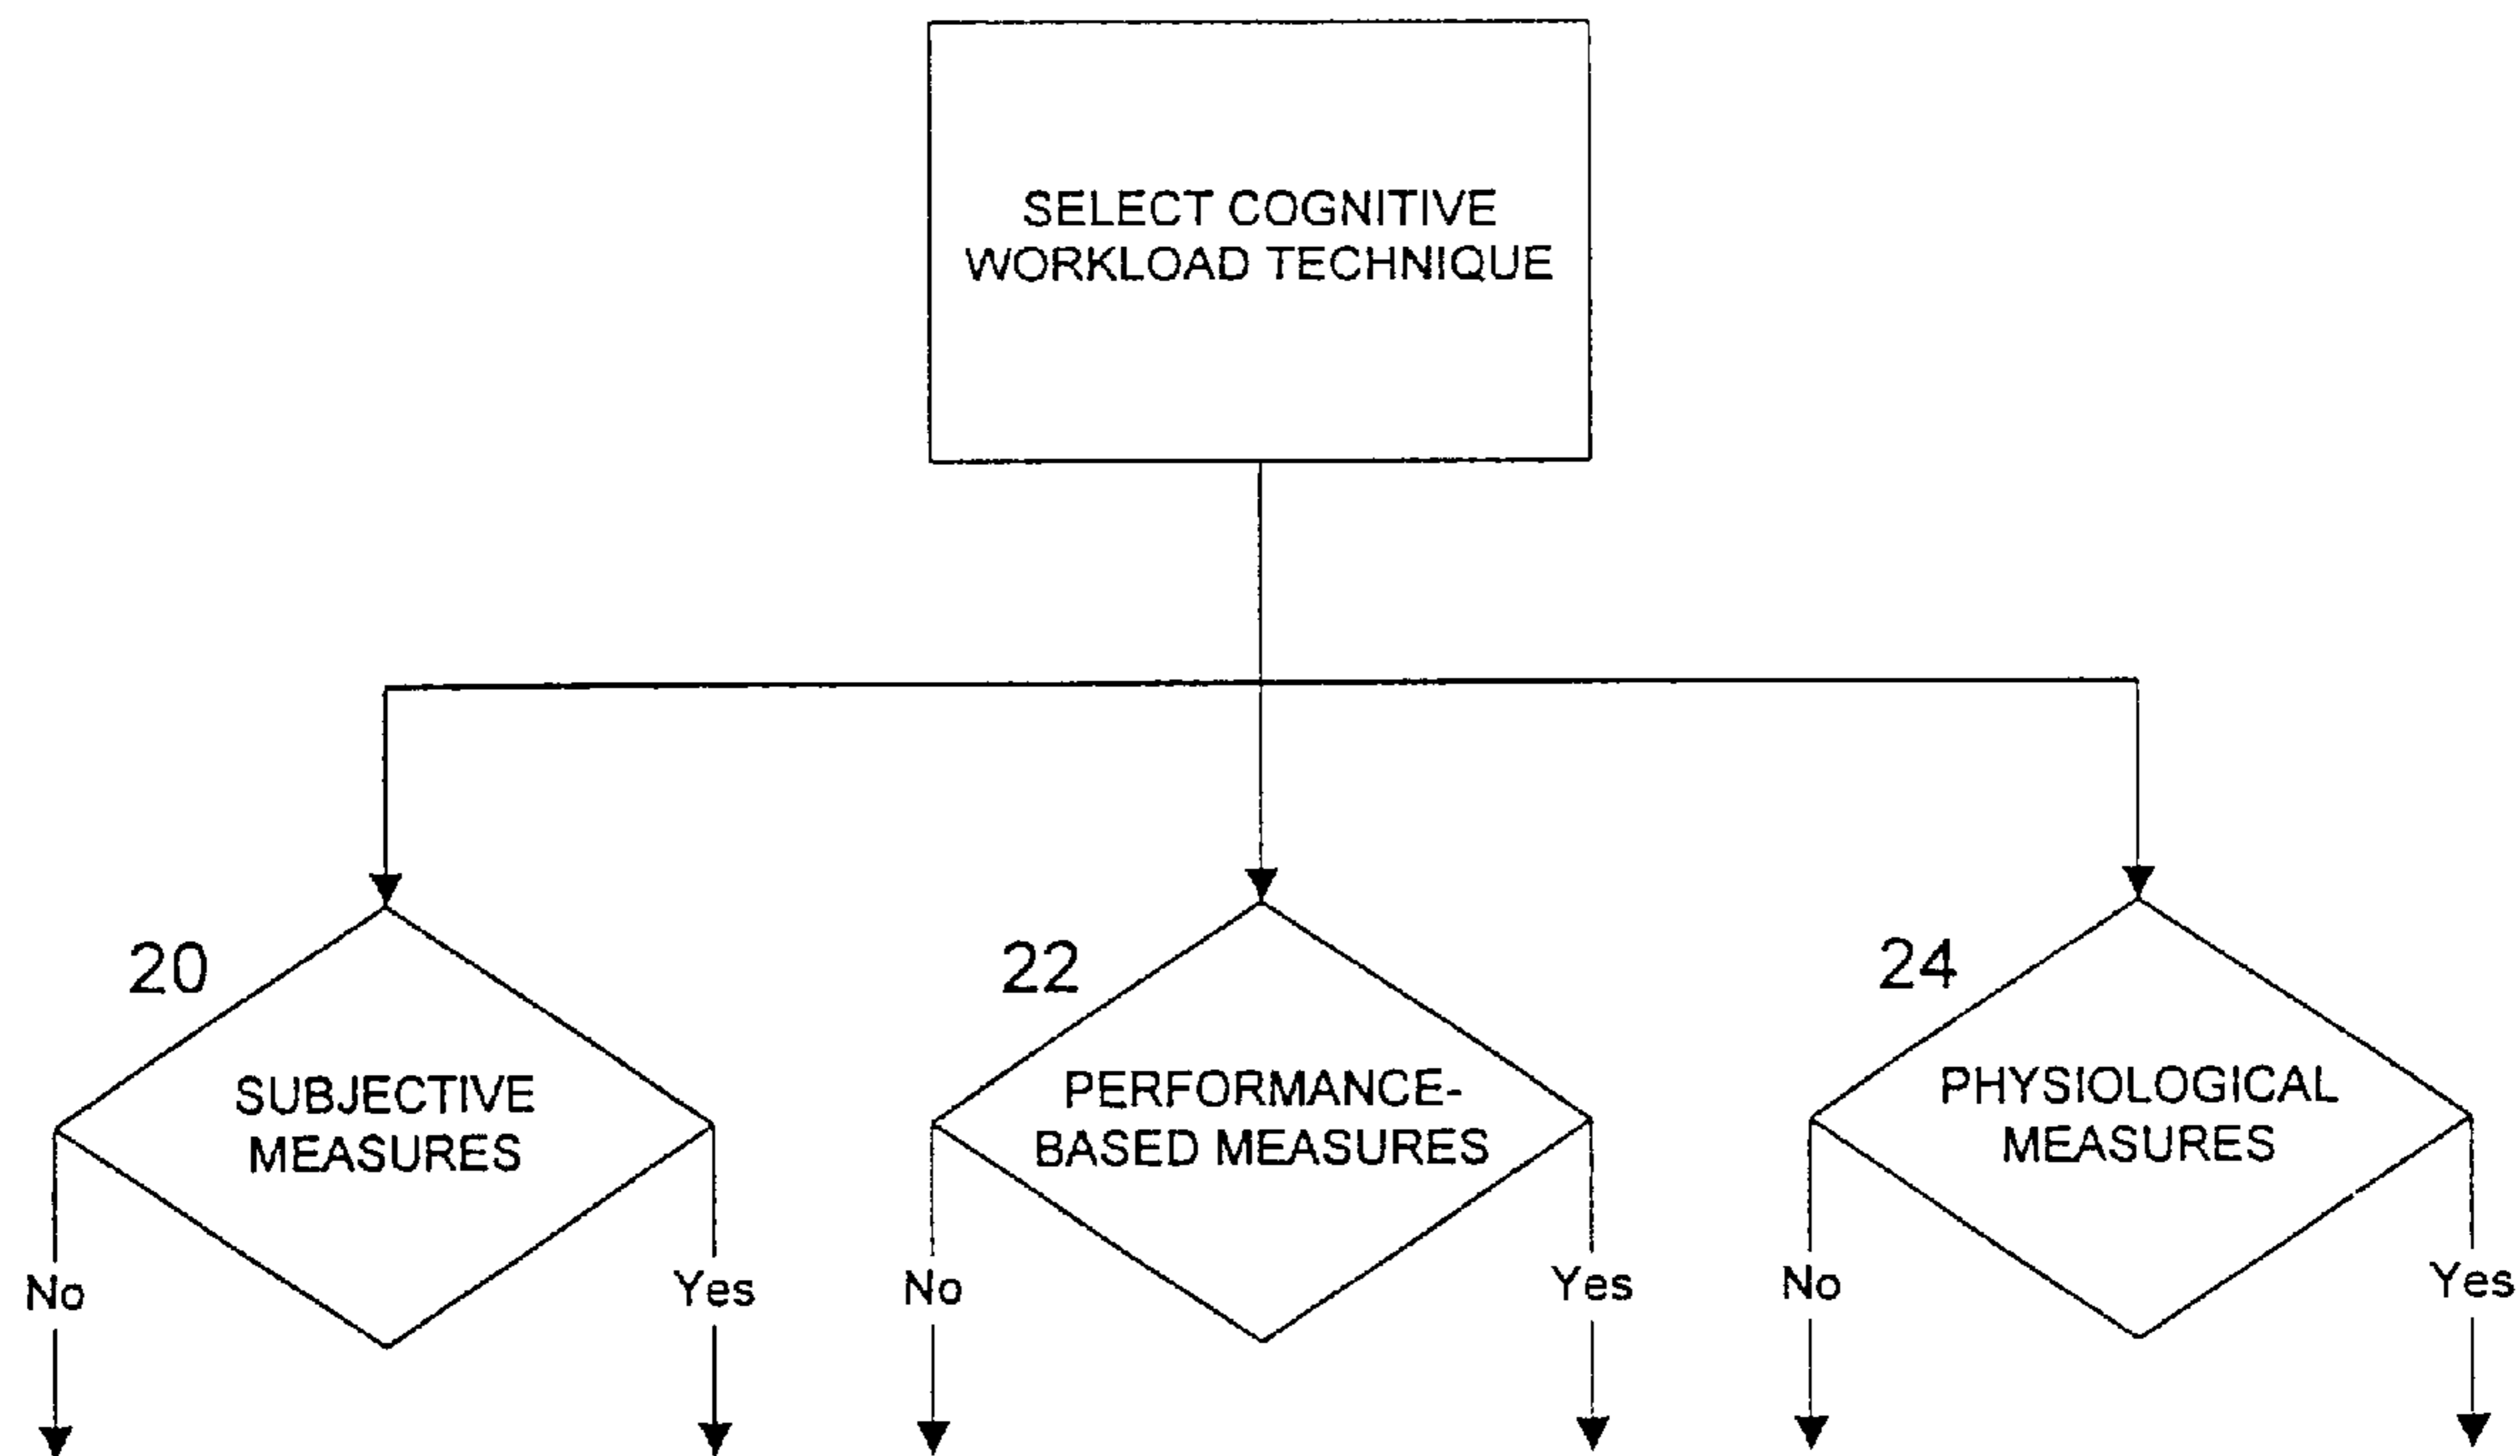 SELECT COGNITIVE
WORKLOAD TECHNIQUE
20
22
24
SUBJECTIVE
MEASURES
PERFORMANCE-
BASED MEASURES
PHYSIOLOGICAL
MEASURES
No
Yes
No
Yes
No
Yes